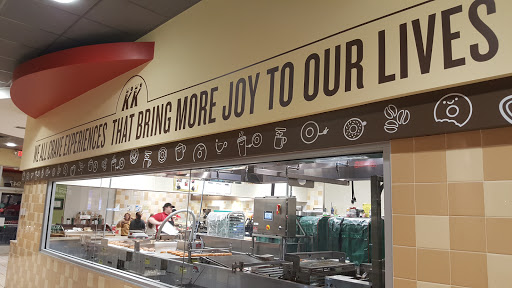 KK
WE ALL CRAVE EXPERIENCES THAT BRING MORE JOY TO OUR LIVES